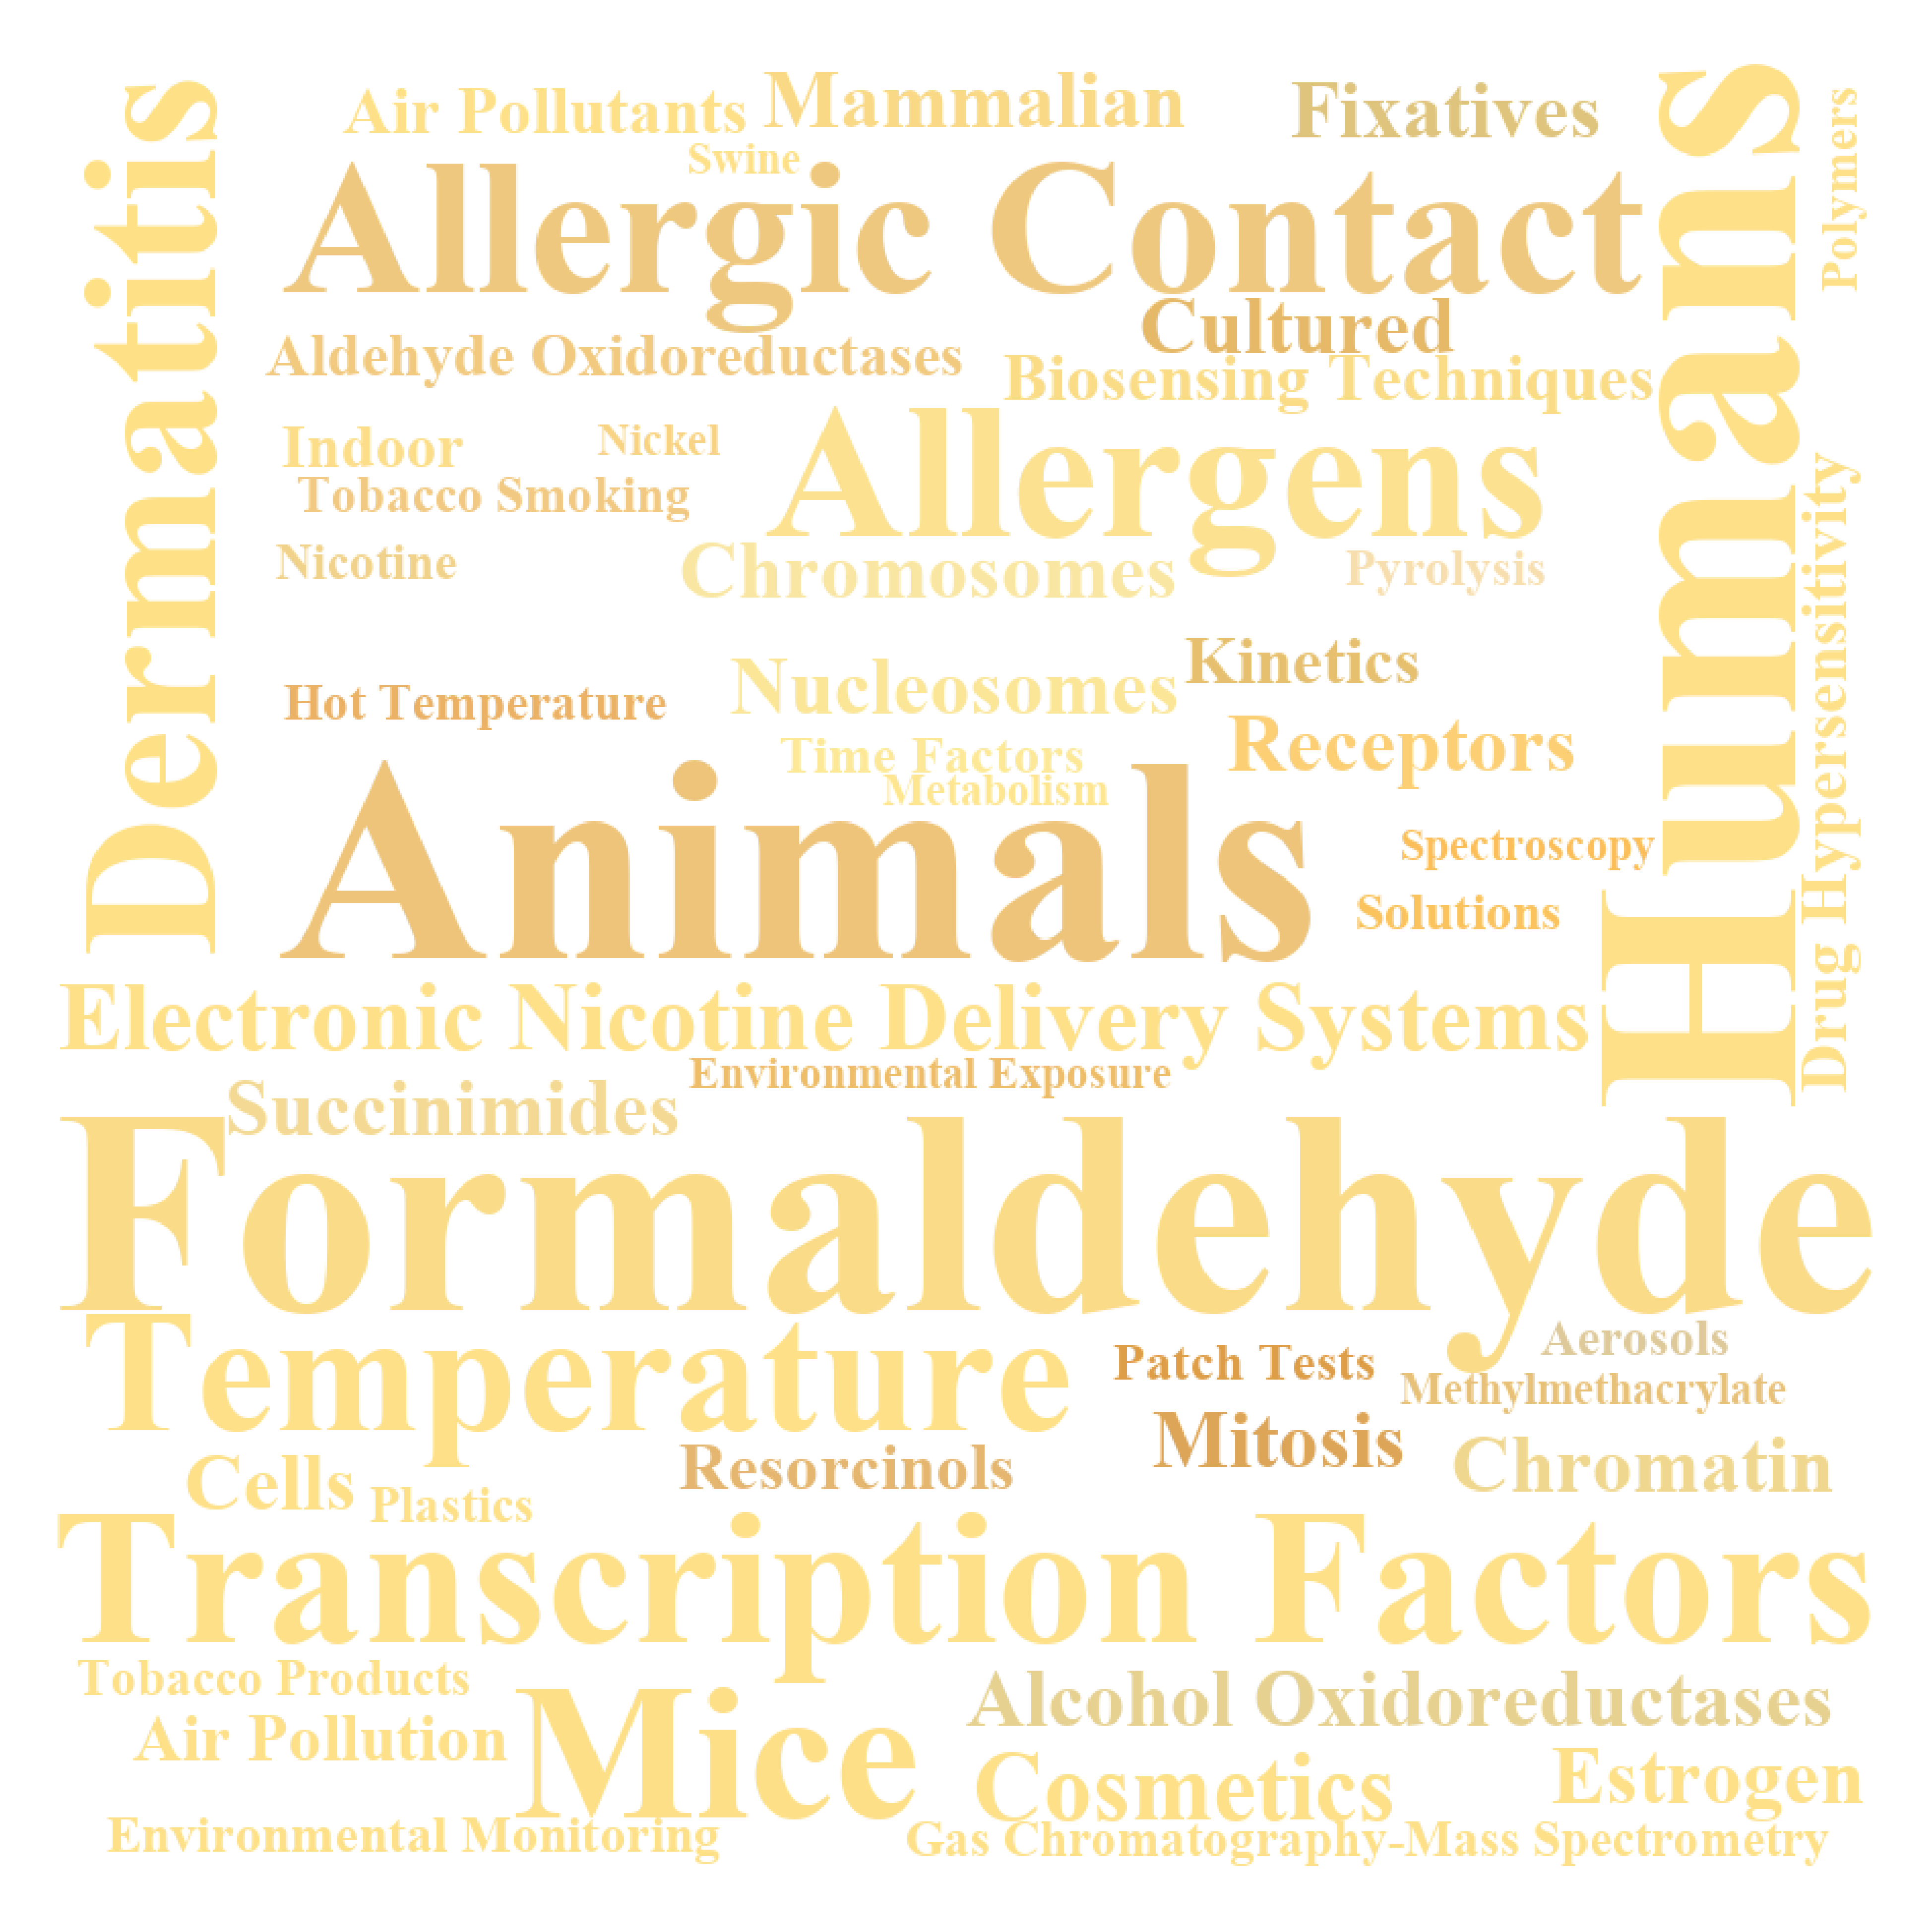 Dermatitis
Air Pollutants
Mammalian
Fixatives
Humans
Polymers
Swine
Allergic Contact
Cultured
Aldehyde Oxidoreductases
Biosensing Techniques
Indoor
Nickel
Allergens
Tobacco Smoking
Drug Hypersensitivity
Nicotine
Chromosomes
Pyrolysis
Kinetics
Nucleosomes
Hot Temperature
Receptors
Time Factors
Metabolism
Animals
Spectroscopy
Solutions
Electronic Nicotine Delivery Systems
Environmental Exposure
Succinimides
Formaldehyde
Temperature
Aerosols
Patch Tests
Methylmethacrylate
Mitosis
Resorcinols
Chromatin
Cells
Plastics
Transcription Factors
Tobacco Products
Mice
Alcohol Oxidoreductases
Air Pollution
Cosmetics
Estrogen
Environmental Monitoring
Gas Chromatography-Mass Spectrometry